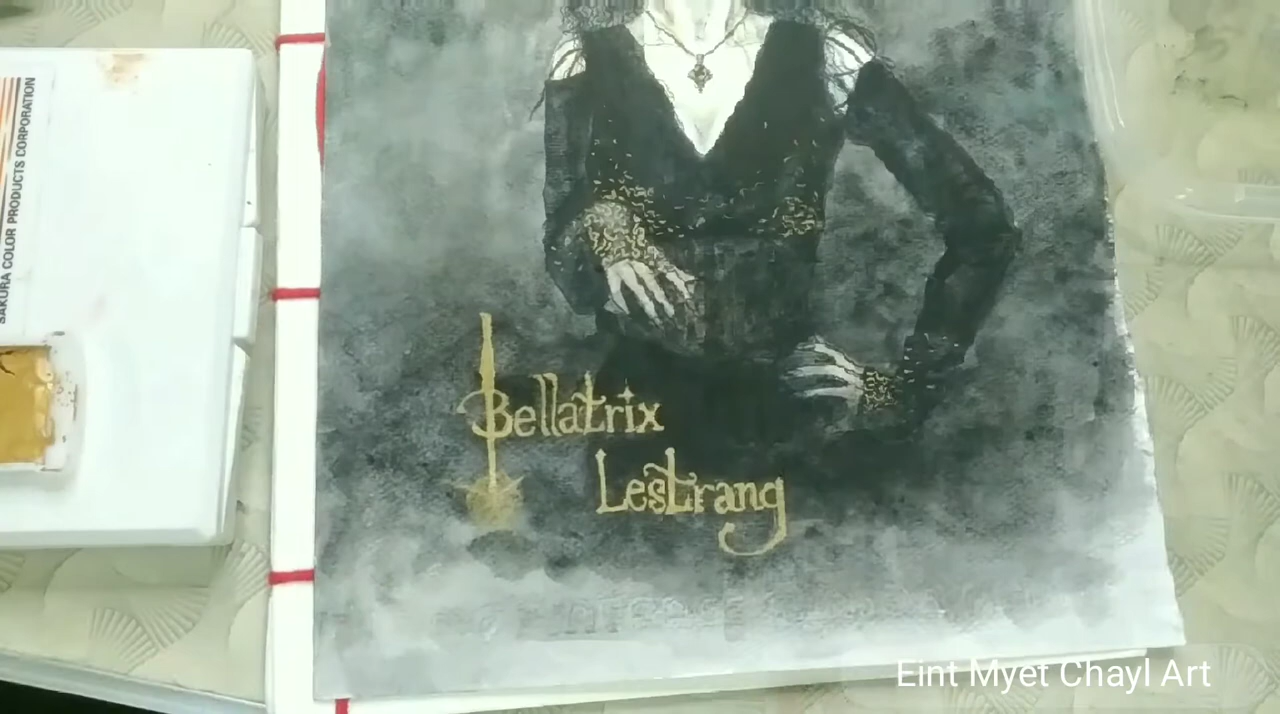 SAKURA COLOR PRODUCTS CORPORATION
Bellatrix
Lestrang
Eint Myet Chayl Art